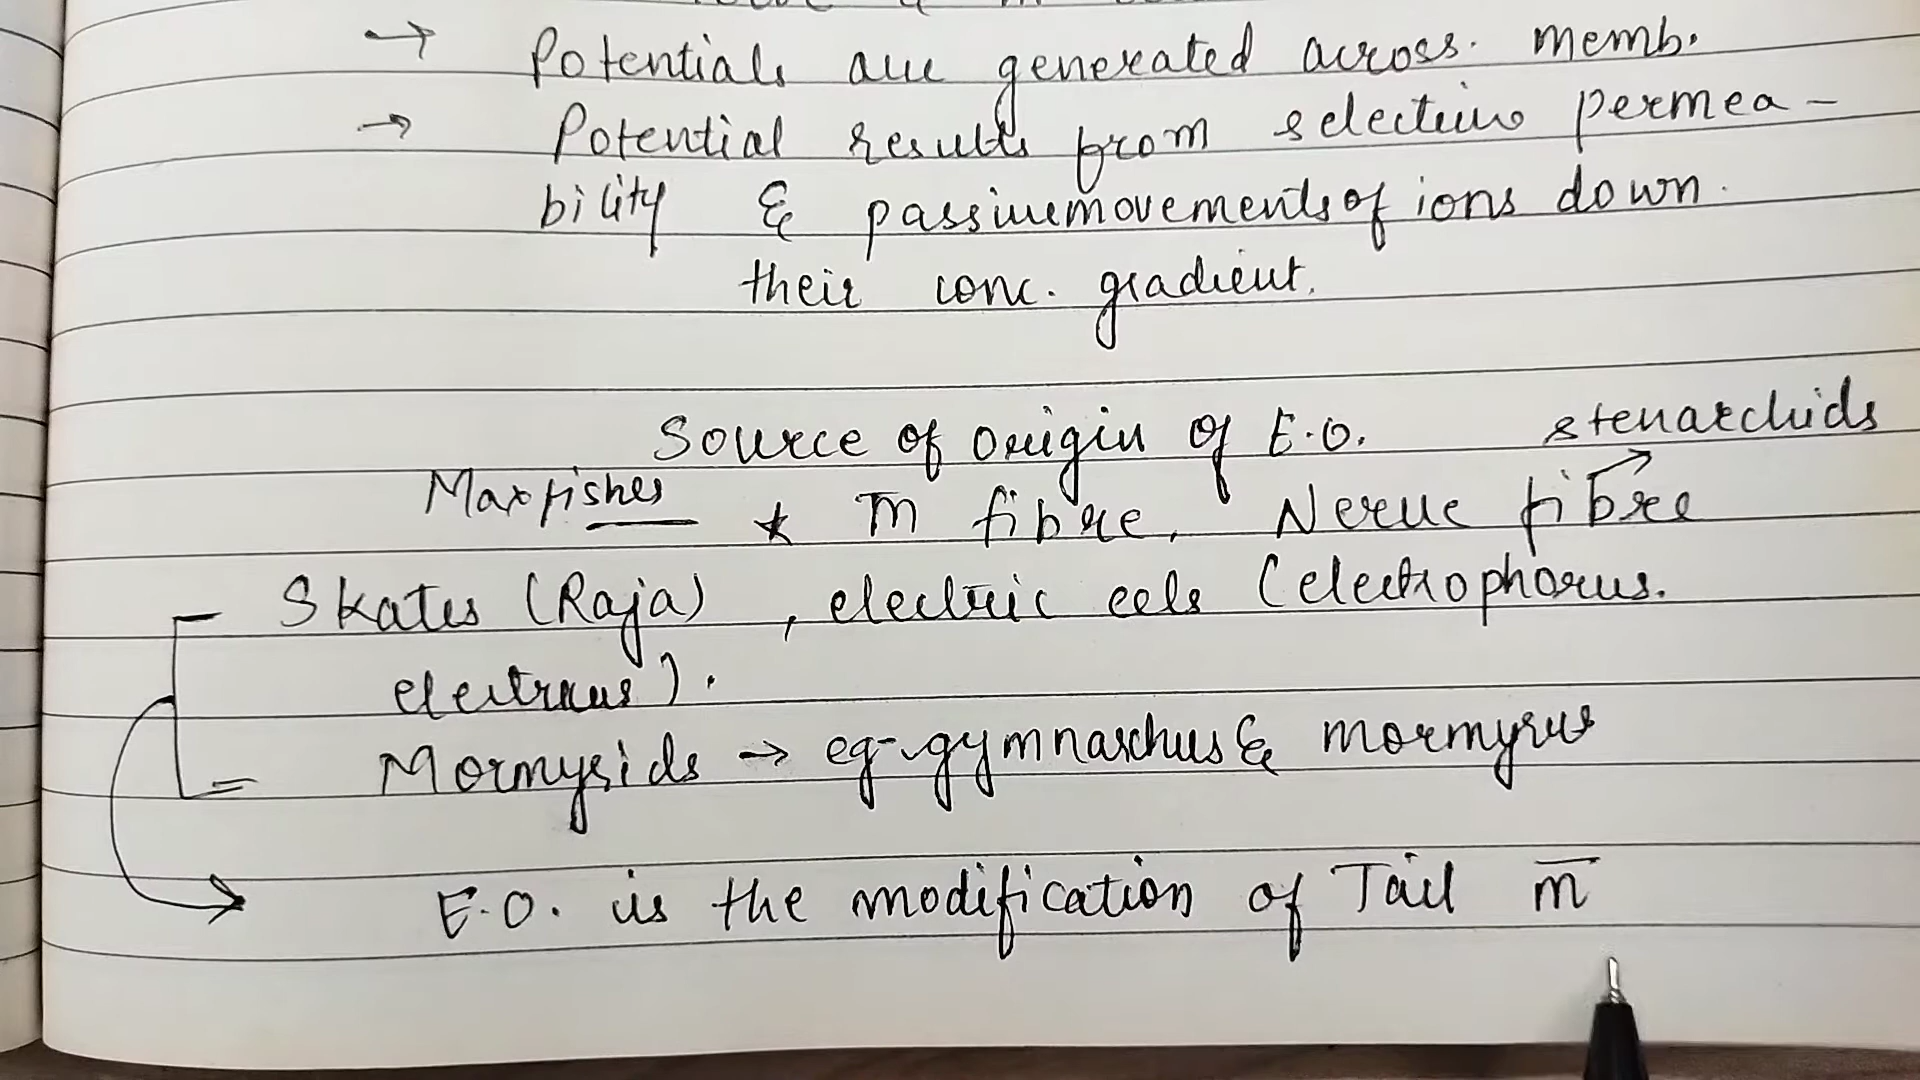 → Potentials are generated across. memb.
→ Potential results from selective permea-
bility & passive movements of ions down.
their conc. gradient.
Source of origin of E.O. stenarchids
Max fishes * m̅ fibre, Nerve fibre
- Skates (Raja), electric eels (electrophorus.
electricus).
= Mormyrids → eg- gymnarchus & mormyrus
→ E.O. is the modification of Tail m̅